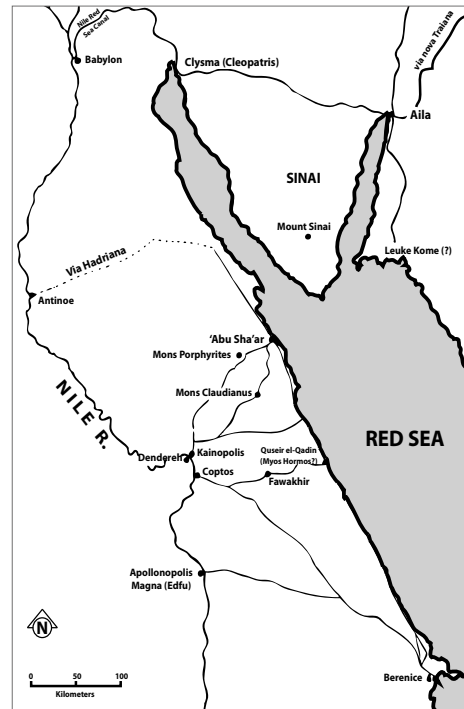 Nile Red
Sea Canal
Babylon
Clysma (Cleopatris)
via nova Traiana
Aila
SINAI
Mount Sinai
Leuke Kome (?)
Via Hadriana
Antinoe
'Abu Sha'ar
Mons Porphyrites
Mons Claudianus
NILE R.
RED SEA
Kainopolis
Dendereh
Quseir el-Qadin
(Myos Hormos?)
Coptos
Fawakhir
Apollonopolis
Magna (Edfu)
N
Berenice
0 50 100
Kilometers